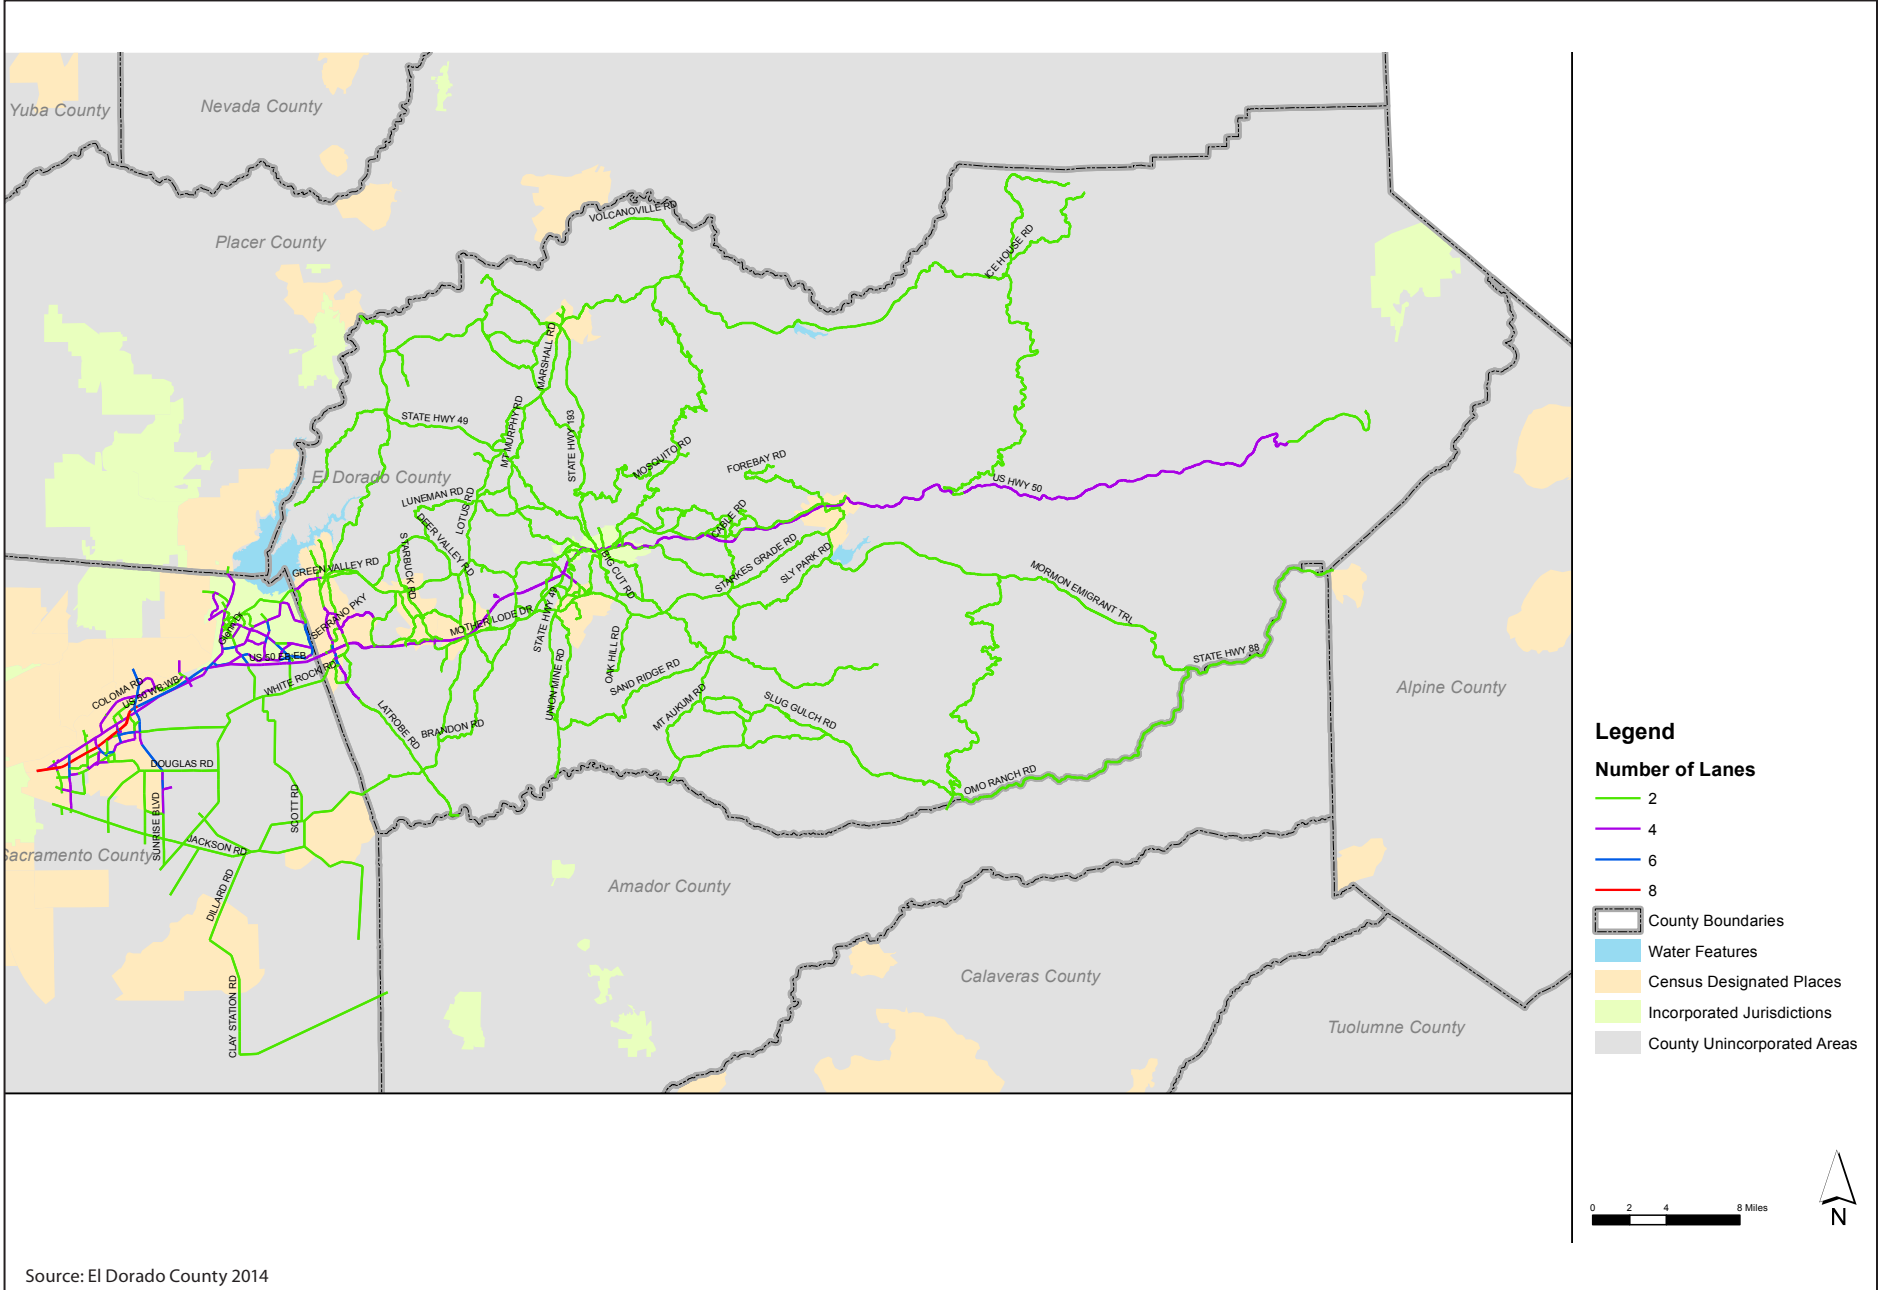 Yuba County
Nevada County
Placer County
VOLCANOVILLE RD
ICE HOUSE RD
MARSHALL RD
STATE HWY 49
MT MURPHY RD
STATE HWY 193
MOSQUITO RD
FOREBAY RD
El Dorado County
LUNEMAN RD
LOTUS RD
US HWY 50
DEER VALLEY RD
CABLE RD
STARBUCK RD
GREEN VALLEY RD
BIG CUT RD
STARKES GRADE RD
SLY PARK RD
MORMON EMIGRANT TRL
SERRANO PKY
MOTHER LODE DR
STATE HWY 49
OAK HILL RD
US 50 EB:EB
WHITE ROCK RD
STATE HWY 88
COLOMA RD
US 50 WB:WB
UNION MINE RD
SAND RIDGE RD
MT AUKUM RD
SLUG GULCH RD
Alpine County
LATROBE RD
BRANDON RD
DOUGLAS RD
OMO RANCH RD
SUNRISE BLVD
SCOTT RD
JACKSON RD
Sacramento County
DILLARD RD
Amador County
CLAY STATION RD
Calaveras County
Tuolumne County
Legend
Number of Lanes
2
4
6
8
County Boundaries
Water Features
Census Designated Places
Incorporated Jurisdictions
County Unincorporated Areas
0 2 4 8 Miles
N
Source: El Dorado County 2014